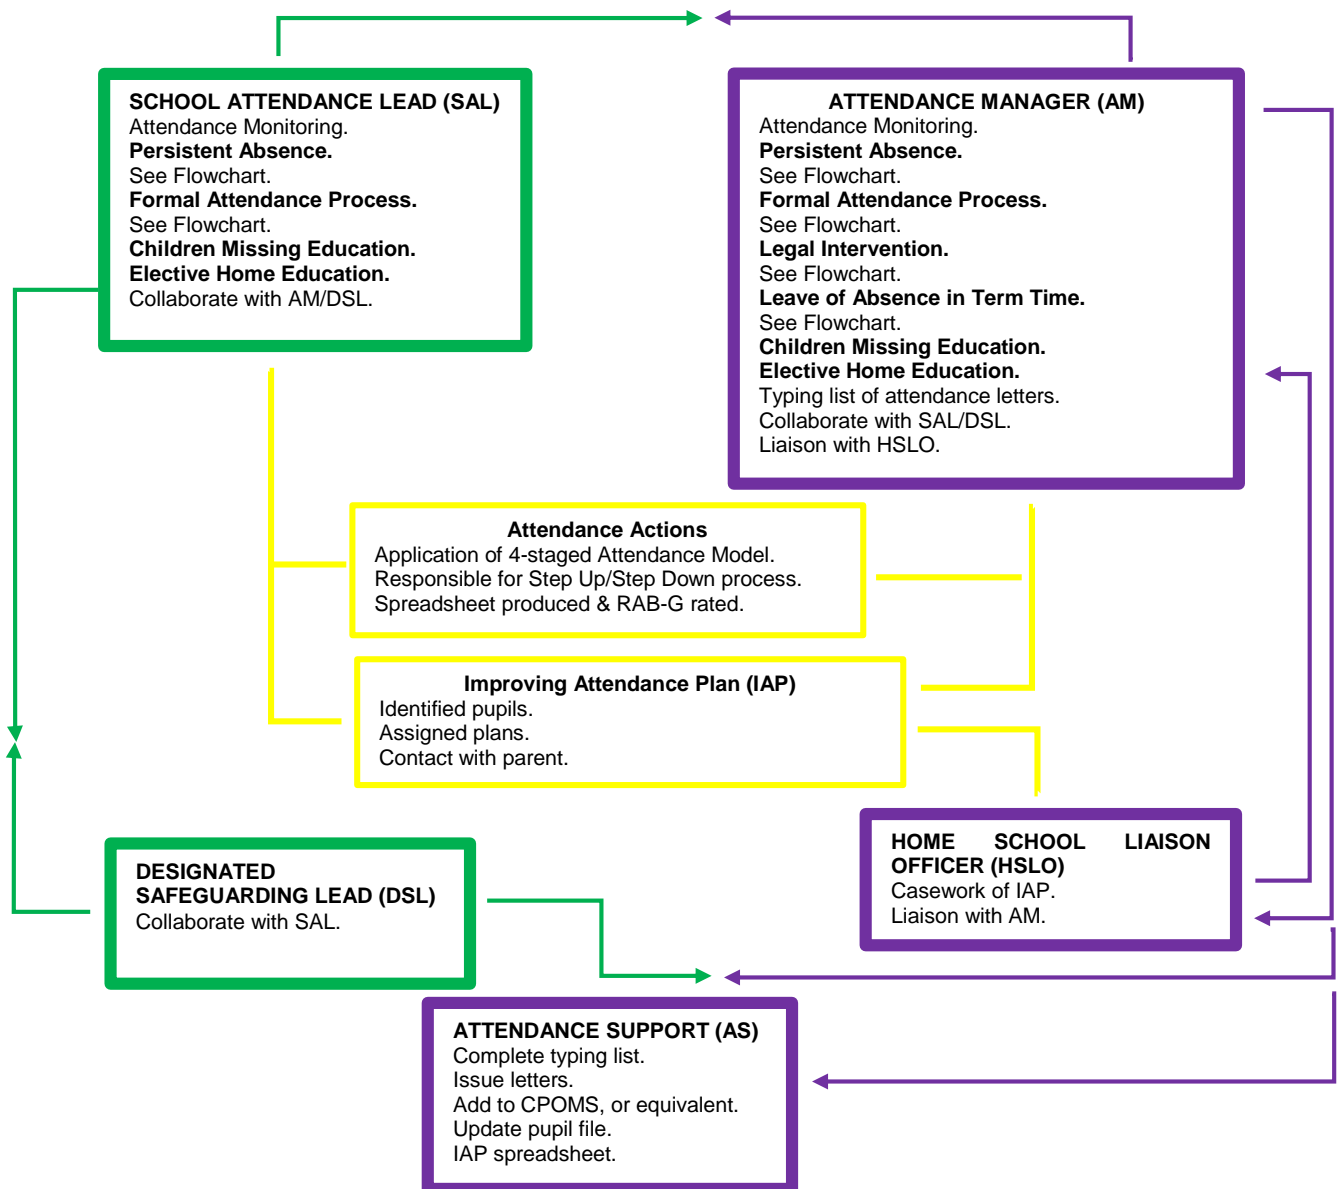 SCHOOL ATTENDANCE LEAD (SAL)
Attendance Monitoring.
Persistent Absence.
See Flowchart.
Formal Attendance Process.
See Flowchart.
Children Missing Education.
Elective Home Education.
Collaborate with AM/DSL.
ATTENDANCE MANAGER (AM)
Attendance Monitoring.
Persistent Absence.
See Flowchart.
Formal Attendance Process.
See Flowchart.
Legal Intervention.
See Flowchart.
Leave of Absence in Term Time.
See Flowchart.
Children Missing Education.
Elective Home Education.
Typing list of attendance letters.
Collaborate with SAL/DSL.
Liaison with HSLO.
Attendance Actions
Application of 4-staged Attendance Model.
Responsible for Step Up/Step Down process.
Spreadsheet produced & RAB-G rated.
Improving Attendance Plan (IAP)
Identified pupils.
Assigned plans.
Contact with parent.
HOME SCHOOL LIAISON
OFFICER (HSLO)
Casework of IAP.
Liaison with AM.
DESIGNATED
SAFEGUARDING LEAD (DSL)
Collaborate with SAL.
ATTENDANCE SUPPORT (AS)
Complete typing list.
Issue letters.
Add to CPOMS, or equivalent.
Update pupil file.
IAP spreadsheet.